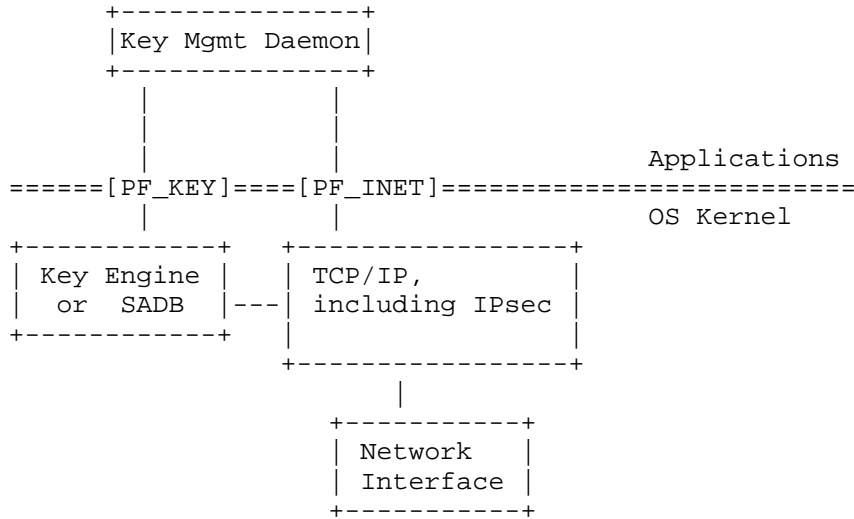 +---------------+
|Key Mgmt Daemon|
+---------------+
| |
| |
| | Applications
======[PF_KEY]====[PF_INET]==========================
| | OS Kernel
+------------+ +-----------------+
| Key Engine | | TCP/IP, |
| or SADB |---| including IPsec |
+------------+ | |
+-----------------+
|
+-----------+
| Network |
| Interface |
+-----------+